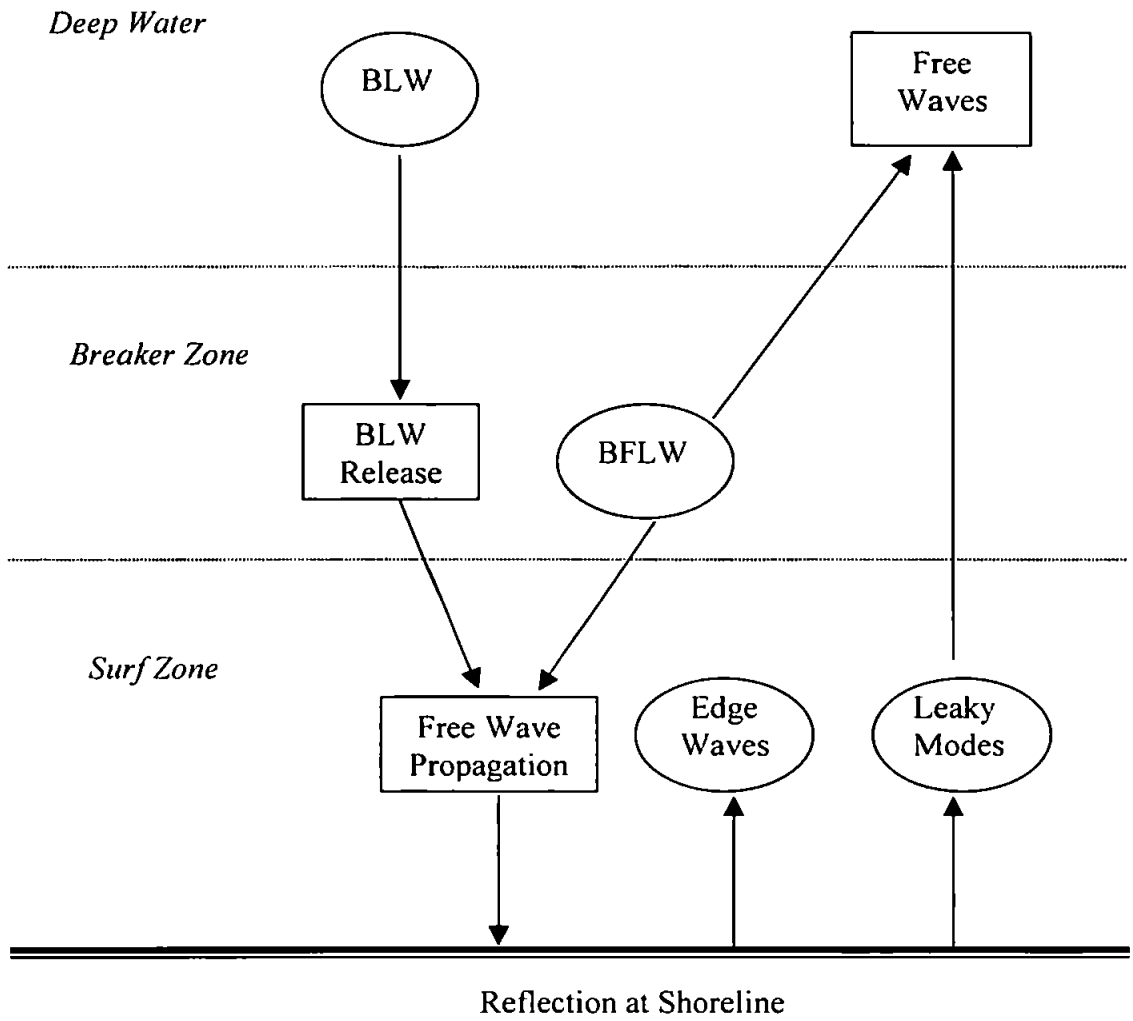 Deep Water
BLW
Free
Waves
Breaker Zone
BLW
Release
BFLW
Surf Zone
Free Wave
Propagation
Edge
Waves
Leaky
Modes
Reflection at Shoreline